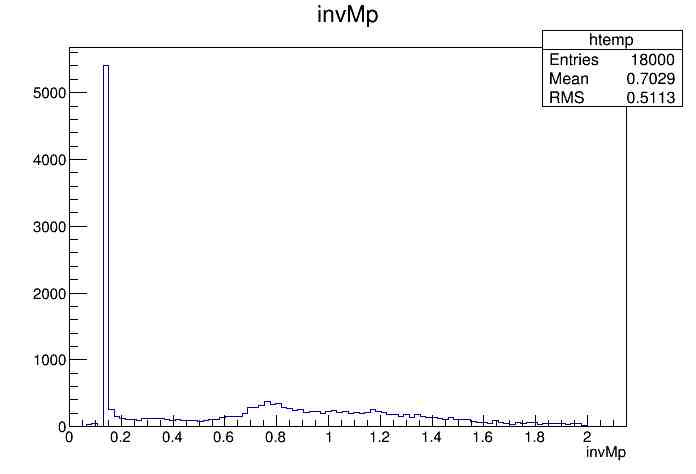 invMp
htemp
Entries 18000
Mean 0.7029
RMS 0.5113
5000
4000
3000
2000
1000
0
0 0.2 0.4 0.6 0.8 1 1.2 1.4 1.6 1.8 2
invMp